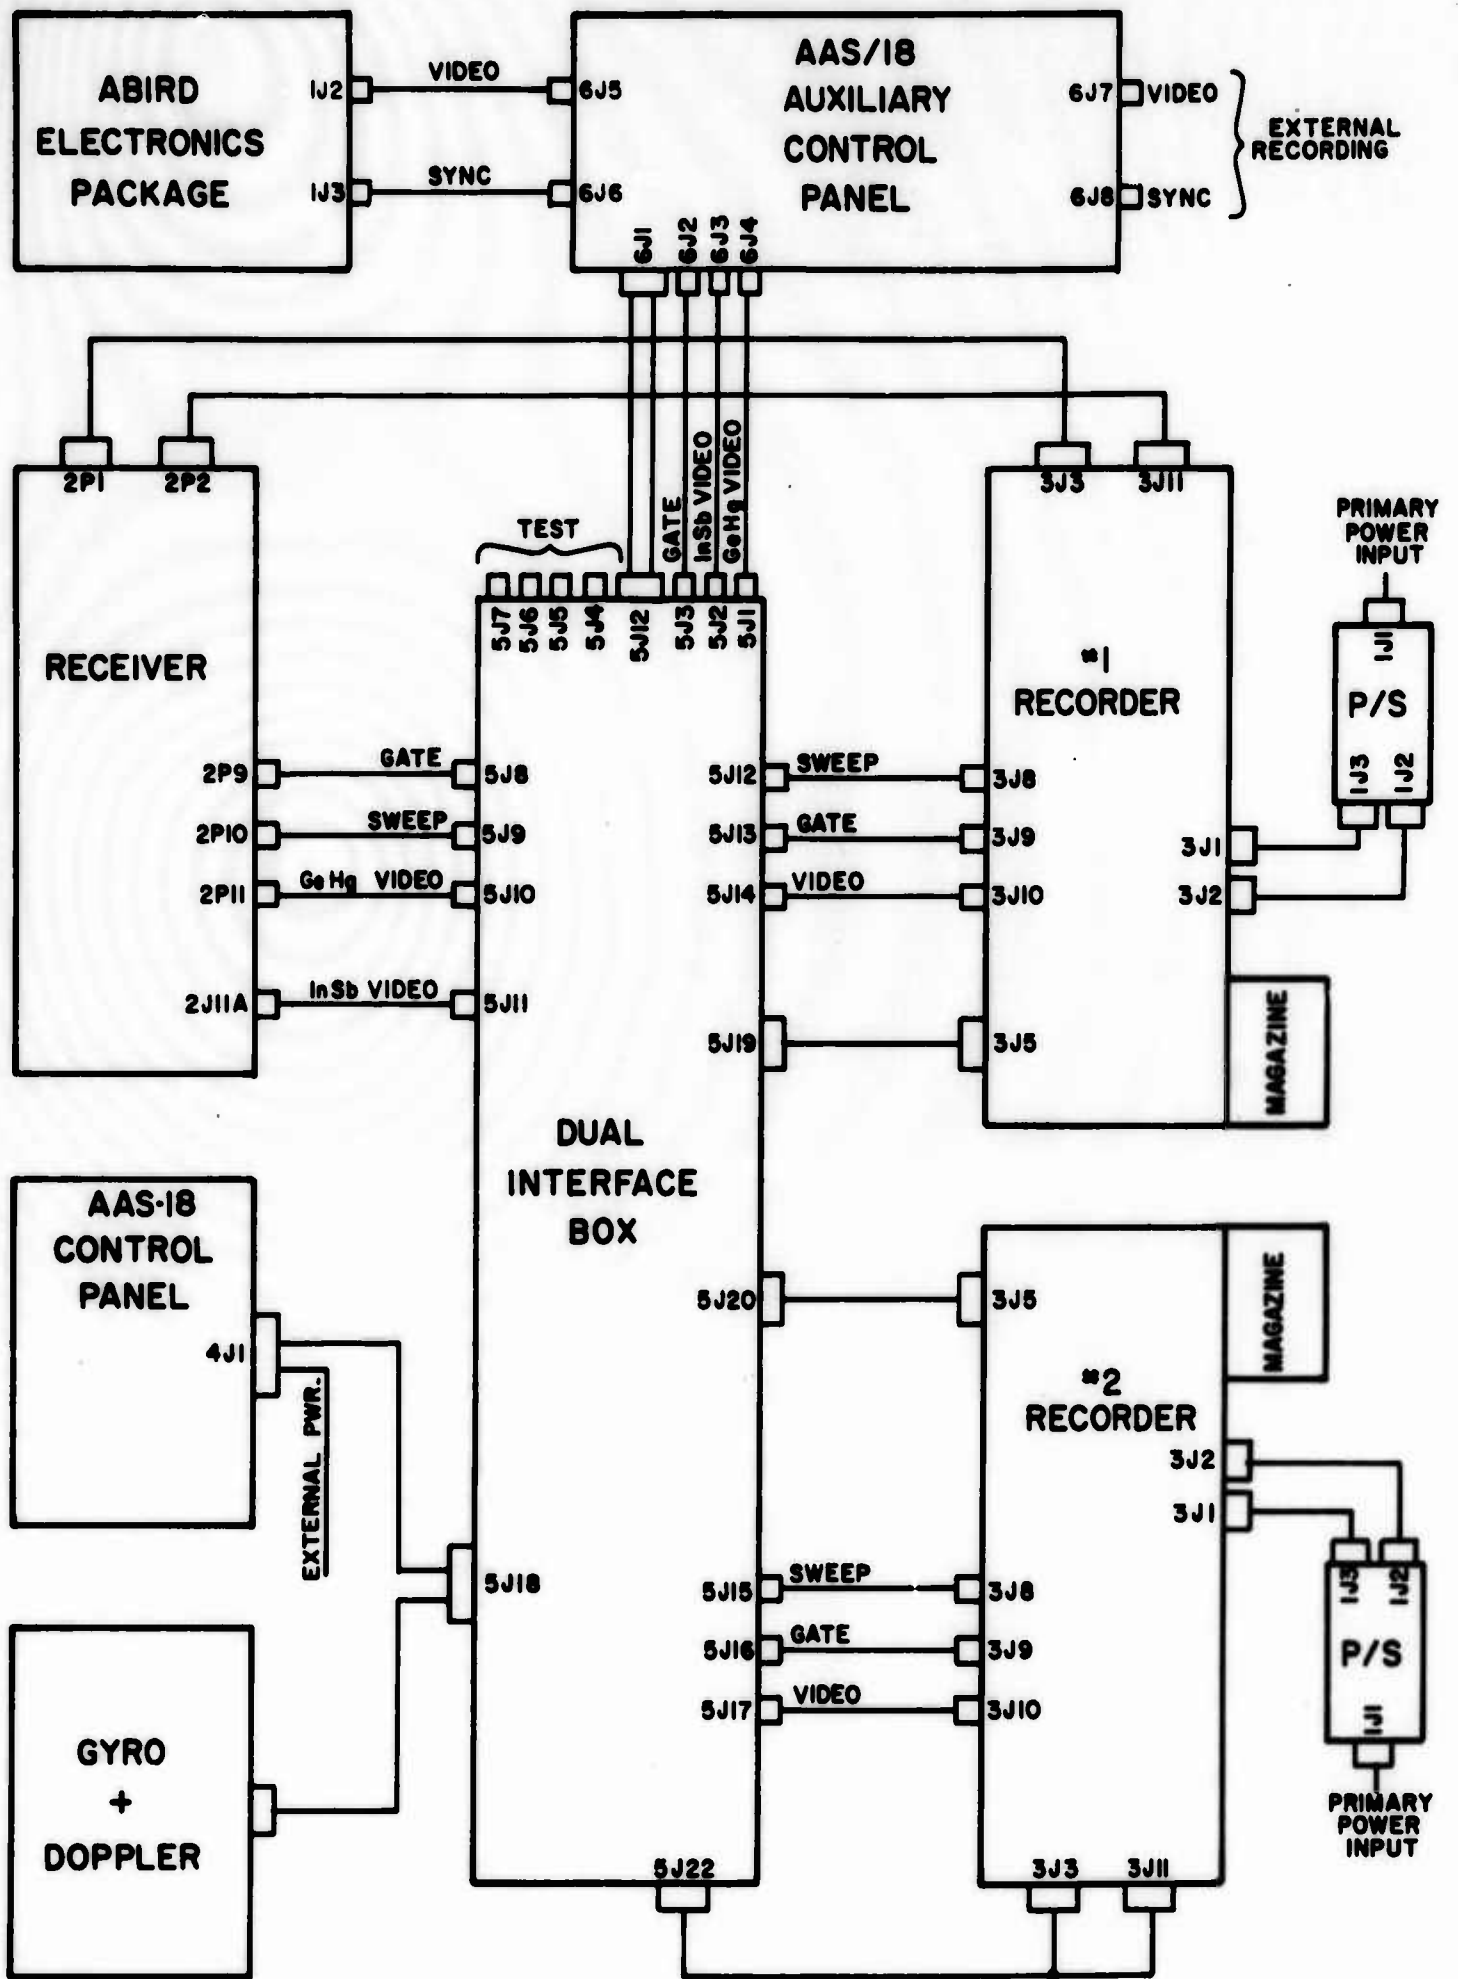 ABIRD
ELECTRONICS
PACKAGE
1J2
1J3
VIDEO
SYNC
AAS/18
AUXILIARY
CONTROL
PANEL
6J5
6J6
6J1
6J2
6J3
6J4
6J7
6J8
VIDEO
SYNC
EXTERNAL
RECORDING
GATE
InSb VIDEO
GeHg VIDEO
2P1
2P2
RECEIVER
2P9
2P10
2P11
2J11A
GATE
SWEEP
GeHg VIDEO
InSb VIDEO
TEST
5J7
5J6
5J5
5J4
5J12
5J3
5J2
5J1
5J8
5J9
5J10
5J11
5J12
5J13
5J14
5J19
DUAL
INTERFACE
BOX
SWEEP
GATE
VIDEO
3J3
3J11
#1
RECORDER
3J8
3J9
3J10
3J5
3J1
3J2
MAGAZINE
PRIMARY
POWER
INPUT
1J1
P/S
1J3
1J2
AAS-18
CONTROL
PANEL
4J1
EXTERNAL PWR.
5J18
GYRO
+
DOPPLER
5J20
5J15
5J16
5J17
5J22
SWEEP
GATE
VIDEO
3J5
MAGAZINE
#2
RECORDER
3J2
3J1
3J8
3J9
3J10
3J3
3J11
1J3
1J2
P/S
1J1
PRIMARY
POWER
INPUT